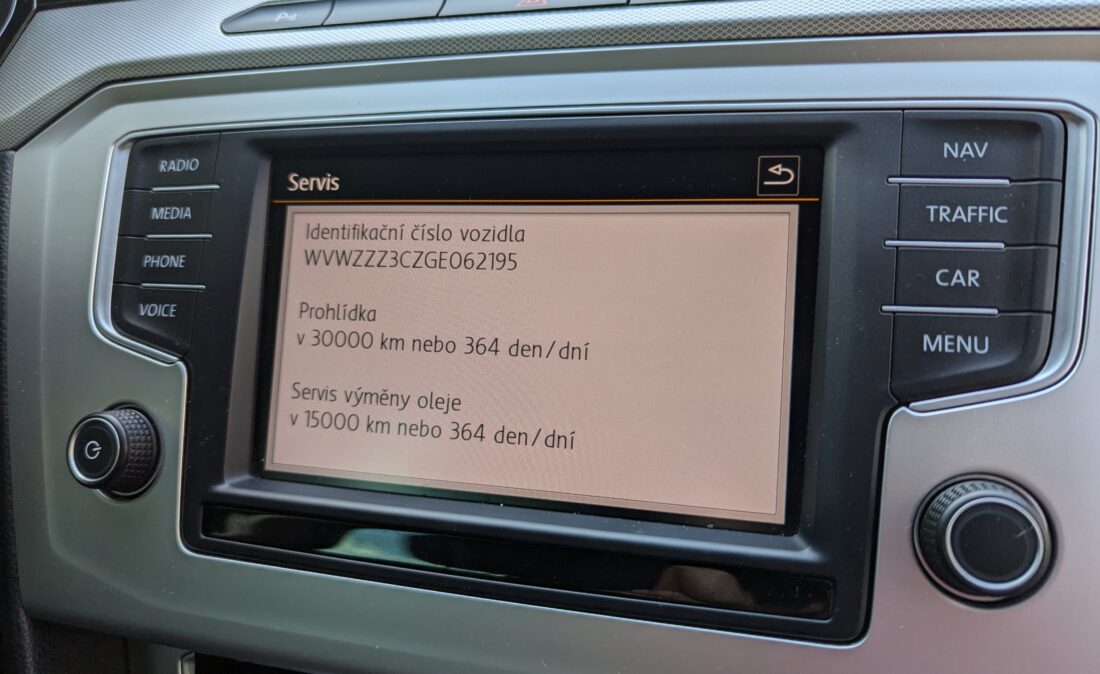 Servis
Identifikační číslo vozidla
WVWZZZ3CZGE062195
Prohlídka
v 30000 km nebo 364 den/dní
Servis výměny oleje
v 15000 km nebo 364 den/dní
RADIO
MEDIA
PHONE
VOICE
NAV
TRAFFIC
CAR
MENU